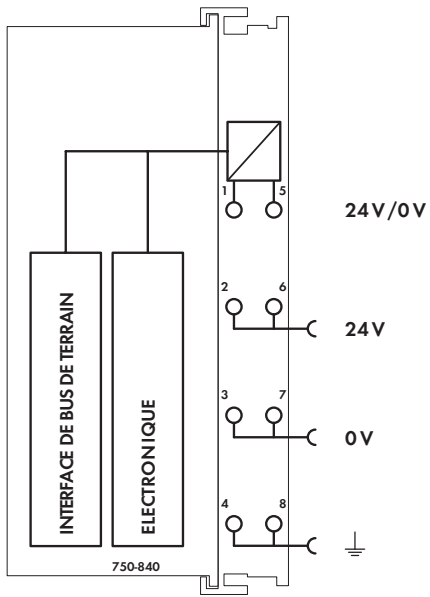 1 5
24V/0V
2 6
24V
3 7
0V
4 8
INTERFACE DE BUS DE TERRAIN
ELECTRONIQUE
750-840